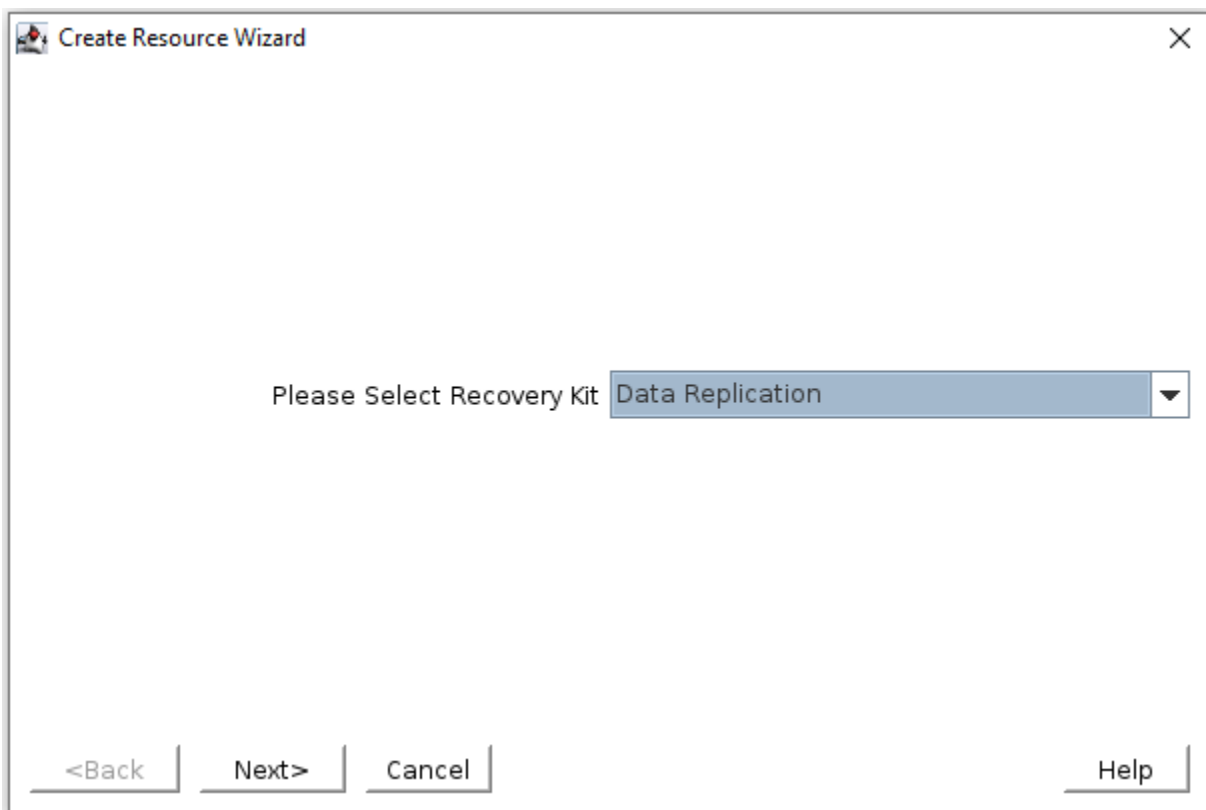 Create Resource Wizard
Please Select Recovery Kit Data Replication
<Back Next> Cancel Help